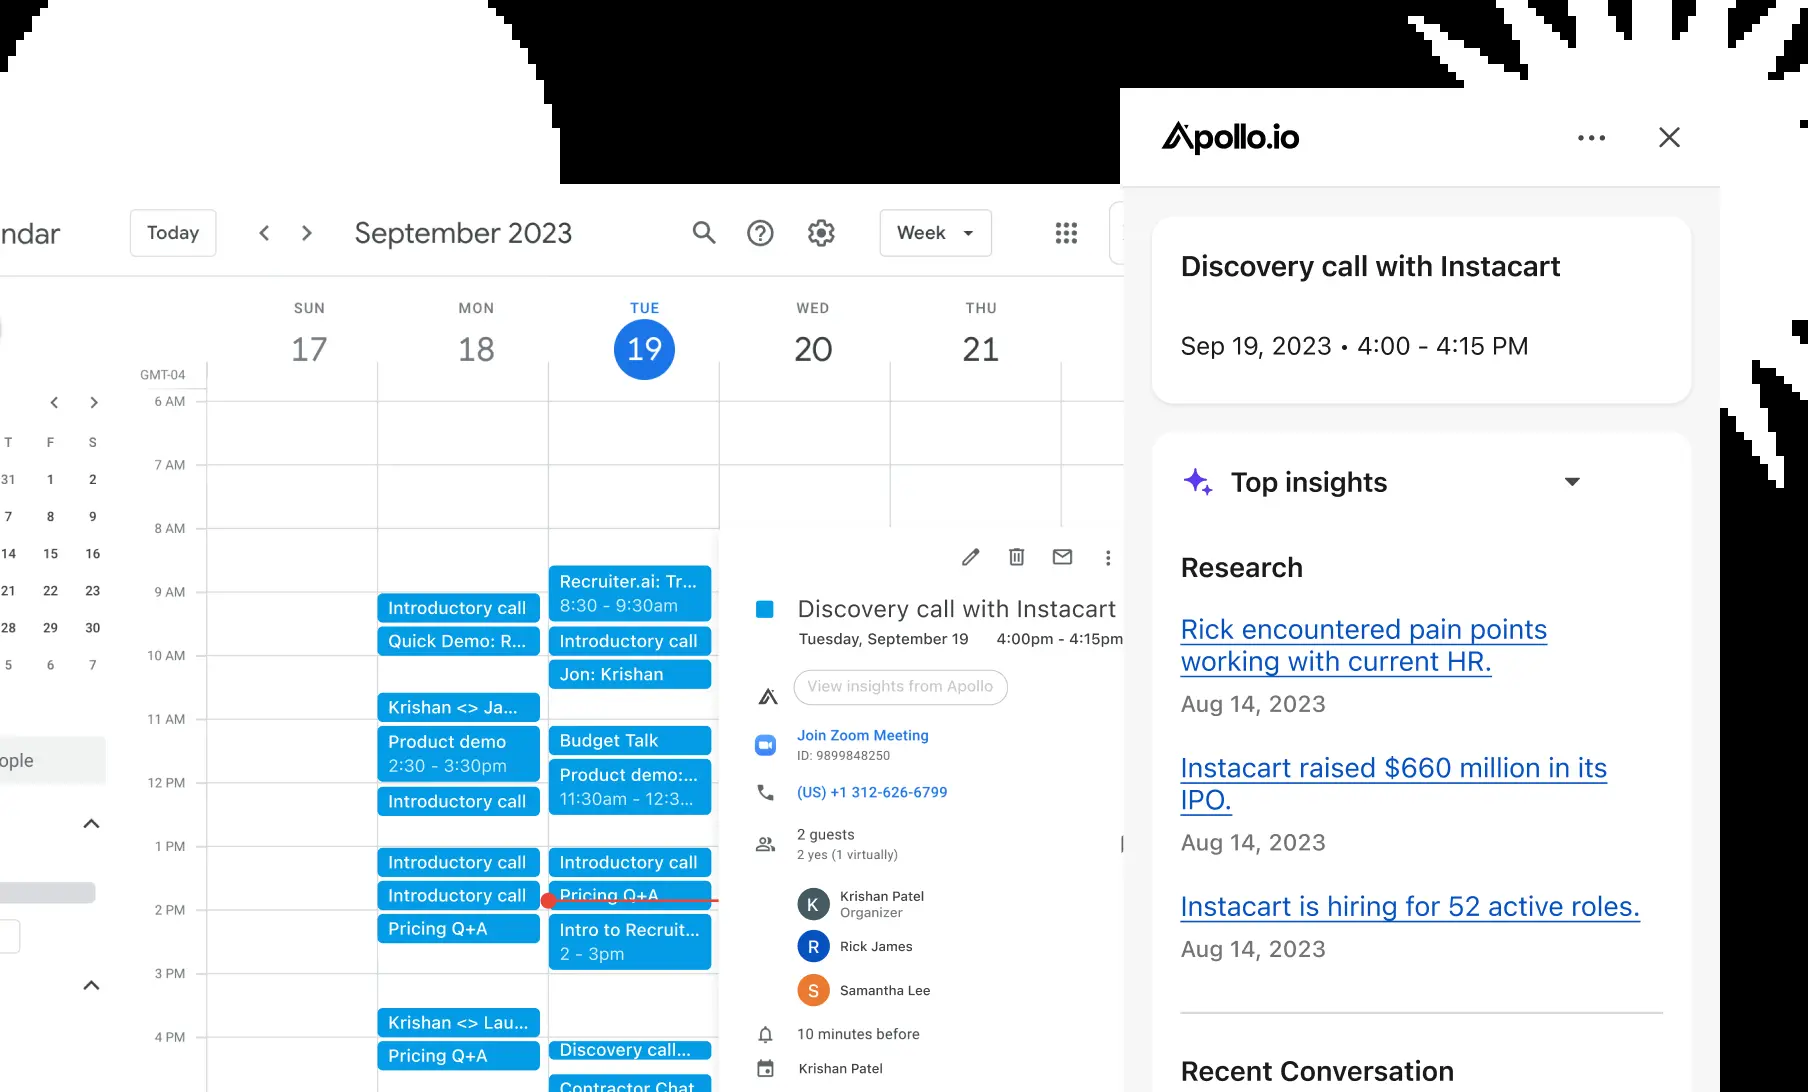 ndar
Today
September 2023
Week
T F S
31 1 2
7 8 9
14 15 16
21 22 23
28 29 30
5 6 7
ople
SUN
17
MON
18
TUE
19
WED
20
THU
21
GMT-04
6 AM
7 AM
8 AM
9 AM
10 AM
11 AM
12 PM
1 PM
2 PM
3 PM
4 PM
Introductory call
Quick Demo: R...
Krishan <> Ja...
Product demo
2:30 - 3:30pm
Introductory call
Introductory call
Introductory call
Pricing Q+A
Krishan <> Lau...
Pricing Q+A
Recruiter.ai: Tr...
8:30 - 9:30am
Introductory call
Jon: Krishan
Budget Talk
Product demo:...
11:30am - 12:3...
Introductory call
Pricing Q+A
Intro to Recruit...
2 - 3pm
Discovery call...
Contractor Chat
Discovery call with Instacart
Tuesday, September 19 4:00pm - 4:15pm
View insights from Apollo
Join Zoom Meeting
ID: 9899848250
(US) +1 312-626-6799
2 guests
2 yes (1 virtually)
K
Krishan Patel
Organizer
R
Rick James
S
Samantha Lee
10 minutes before
Krishan Patel
Apollo.io
Discovery call with Instacart
Sep 19, 2023 • 4:00 - 4:15 PM
Top insights
Research
Rick encountered pain points
working with current HR.
Aug 14, 2023
Instacart raised $660 million in its
IPO.
Aug 14, 2023
Instacart is hiring for 52 active roles.
Aug 14, 2023
Recent Conversation